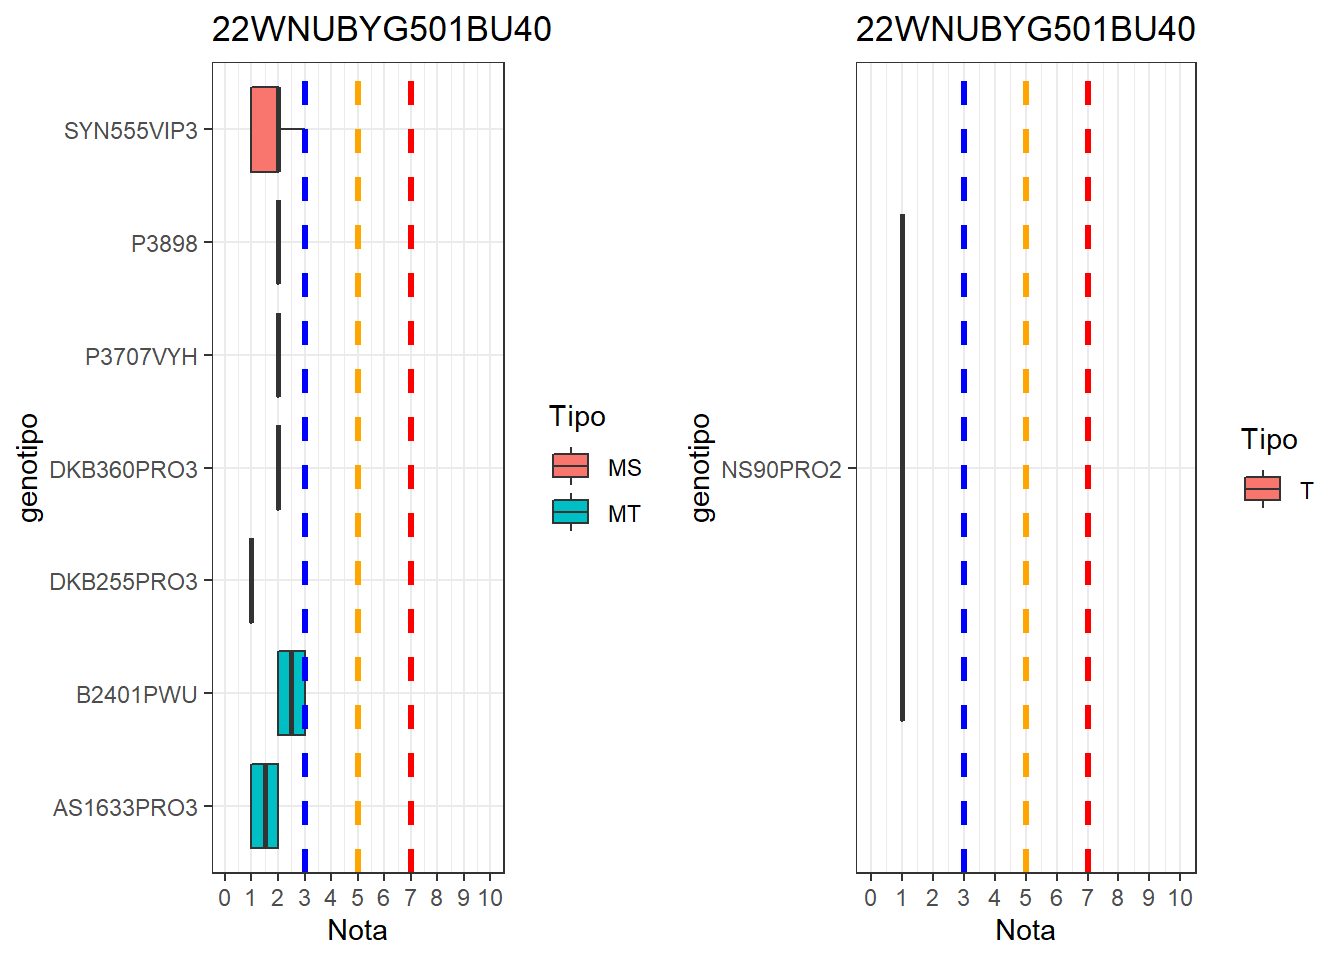 22WNUBYG501BU40
genotipo
SYN555VIP3
P3898
P3707VYH
DKB360PRO3
DKB255PRO3
B2401PWU
AS1633PRO3
0 1 2 3 4 5 6 7 8 9 10
Nota
Tipo
MS
MT
22WNUBYG501BU40
genotipo
NS90PRO2
0 1 2 3 4 5 6 7 8 9 10
Nota
Tipo
T